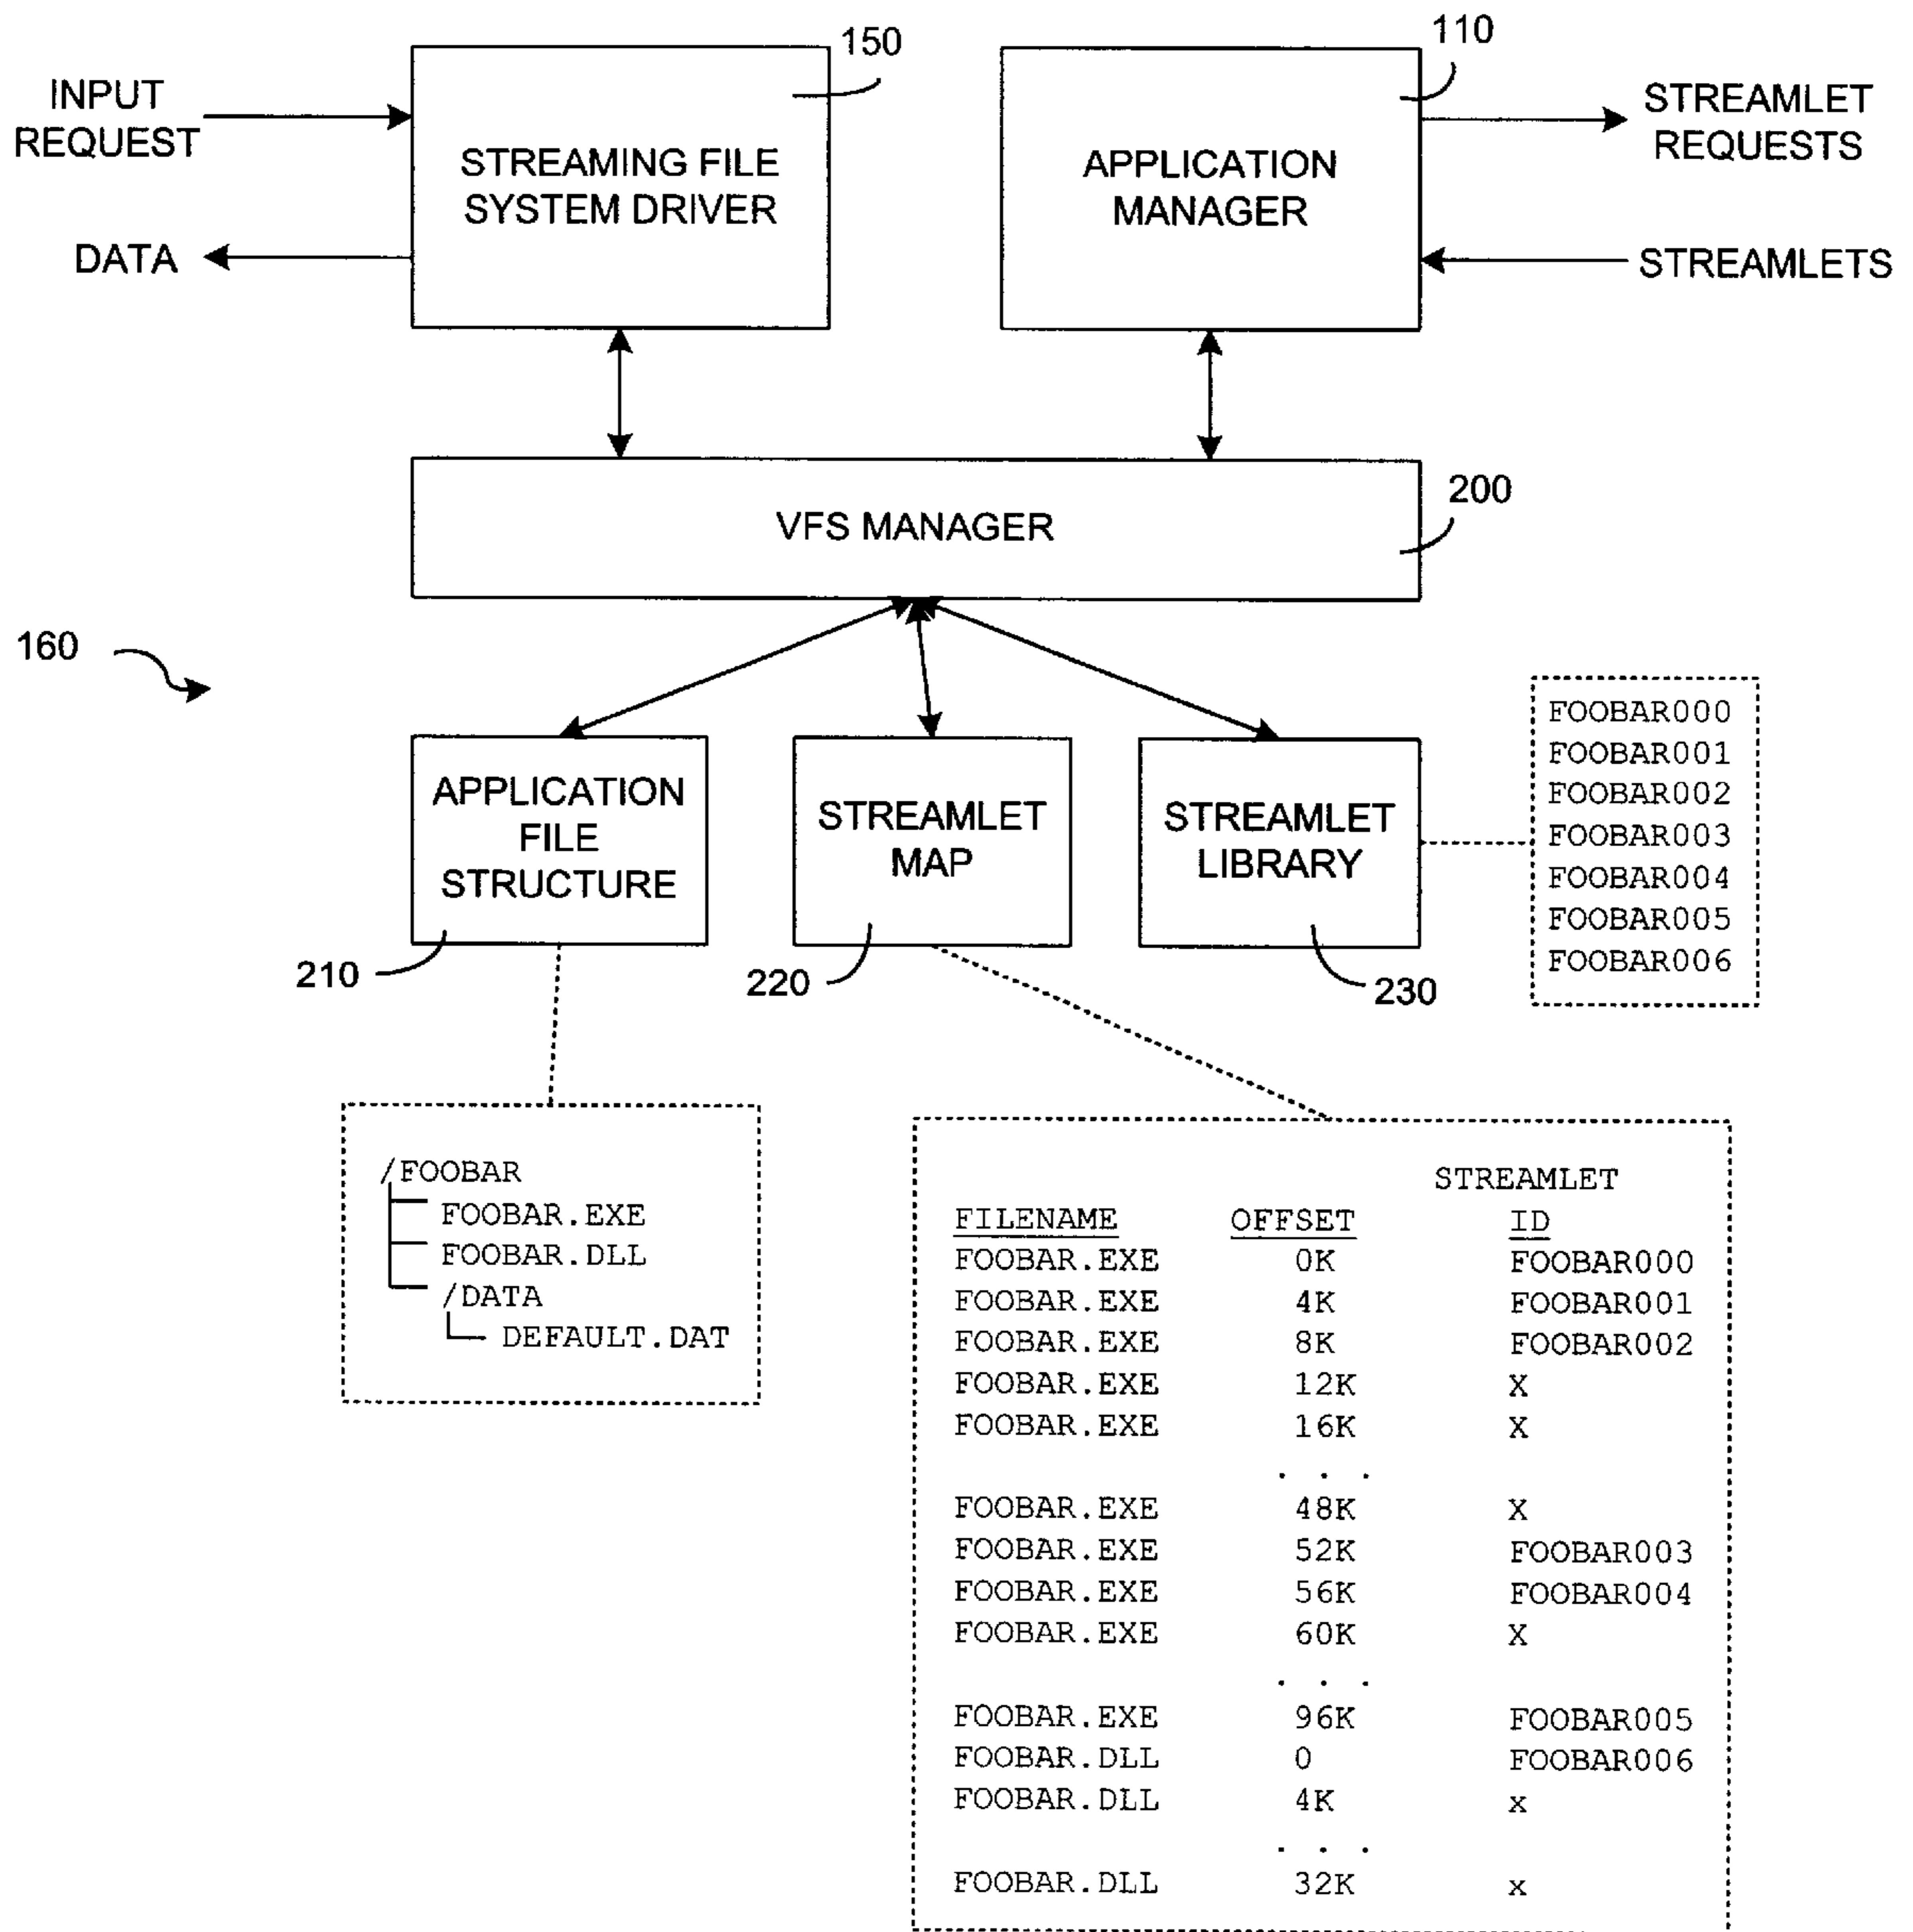 150
110
INPUT
REQUEST
DATA
STREAMING FILE
SYSTEM DRIVER
APPLICATION
MANAGER
STREAMLET
REQUESTS
STREAMLETS
200
VFS MANAGER
160
APPLICATION
FILE
STRUCTURE
210
STREAMLET
MAP
220
STREAMLET
LIBRARY
230
FOOBAR000
FOOBAR001
FOOBAR002
FOOBAR003
FOOBAR004
FOOBAR005
FOOBAR006
/FOOBAR
FOOBAR.EXE
FOOBAR.DLL
/DATA
DEFAULT.DAT
STREAMLET
FILENAME OFFSET ID
FOOBAR.EXE 0K FOOBAR000
FOOBAR.EXE 4K FOOBAR001
FOOBAR.EXE 8K FOOBAR002
FOOBAR.EXE 12K X
FOOBAR.EXE 16K X
. . .
FOOBAR.EXE 48K X
FOOBAR.EXE 52K FOOBAR003
FOOBAR.EXE 56K FOOBAR004
FOOBAR.EXE 60K X
. . .
FOOBAR.EXE 96K FOOBAR005
FOOBAR.DLL 0 FOOBAR006
FOOBAR.DLL 4K x
. . .
FOOBAR.DLL 32K x